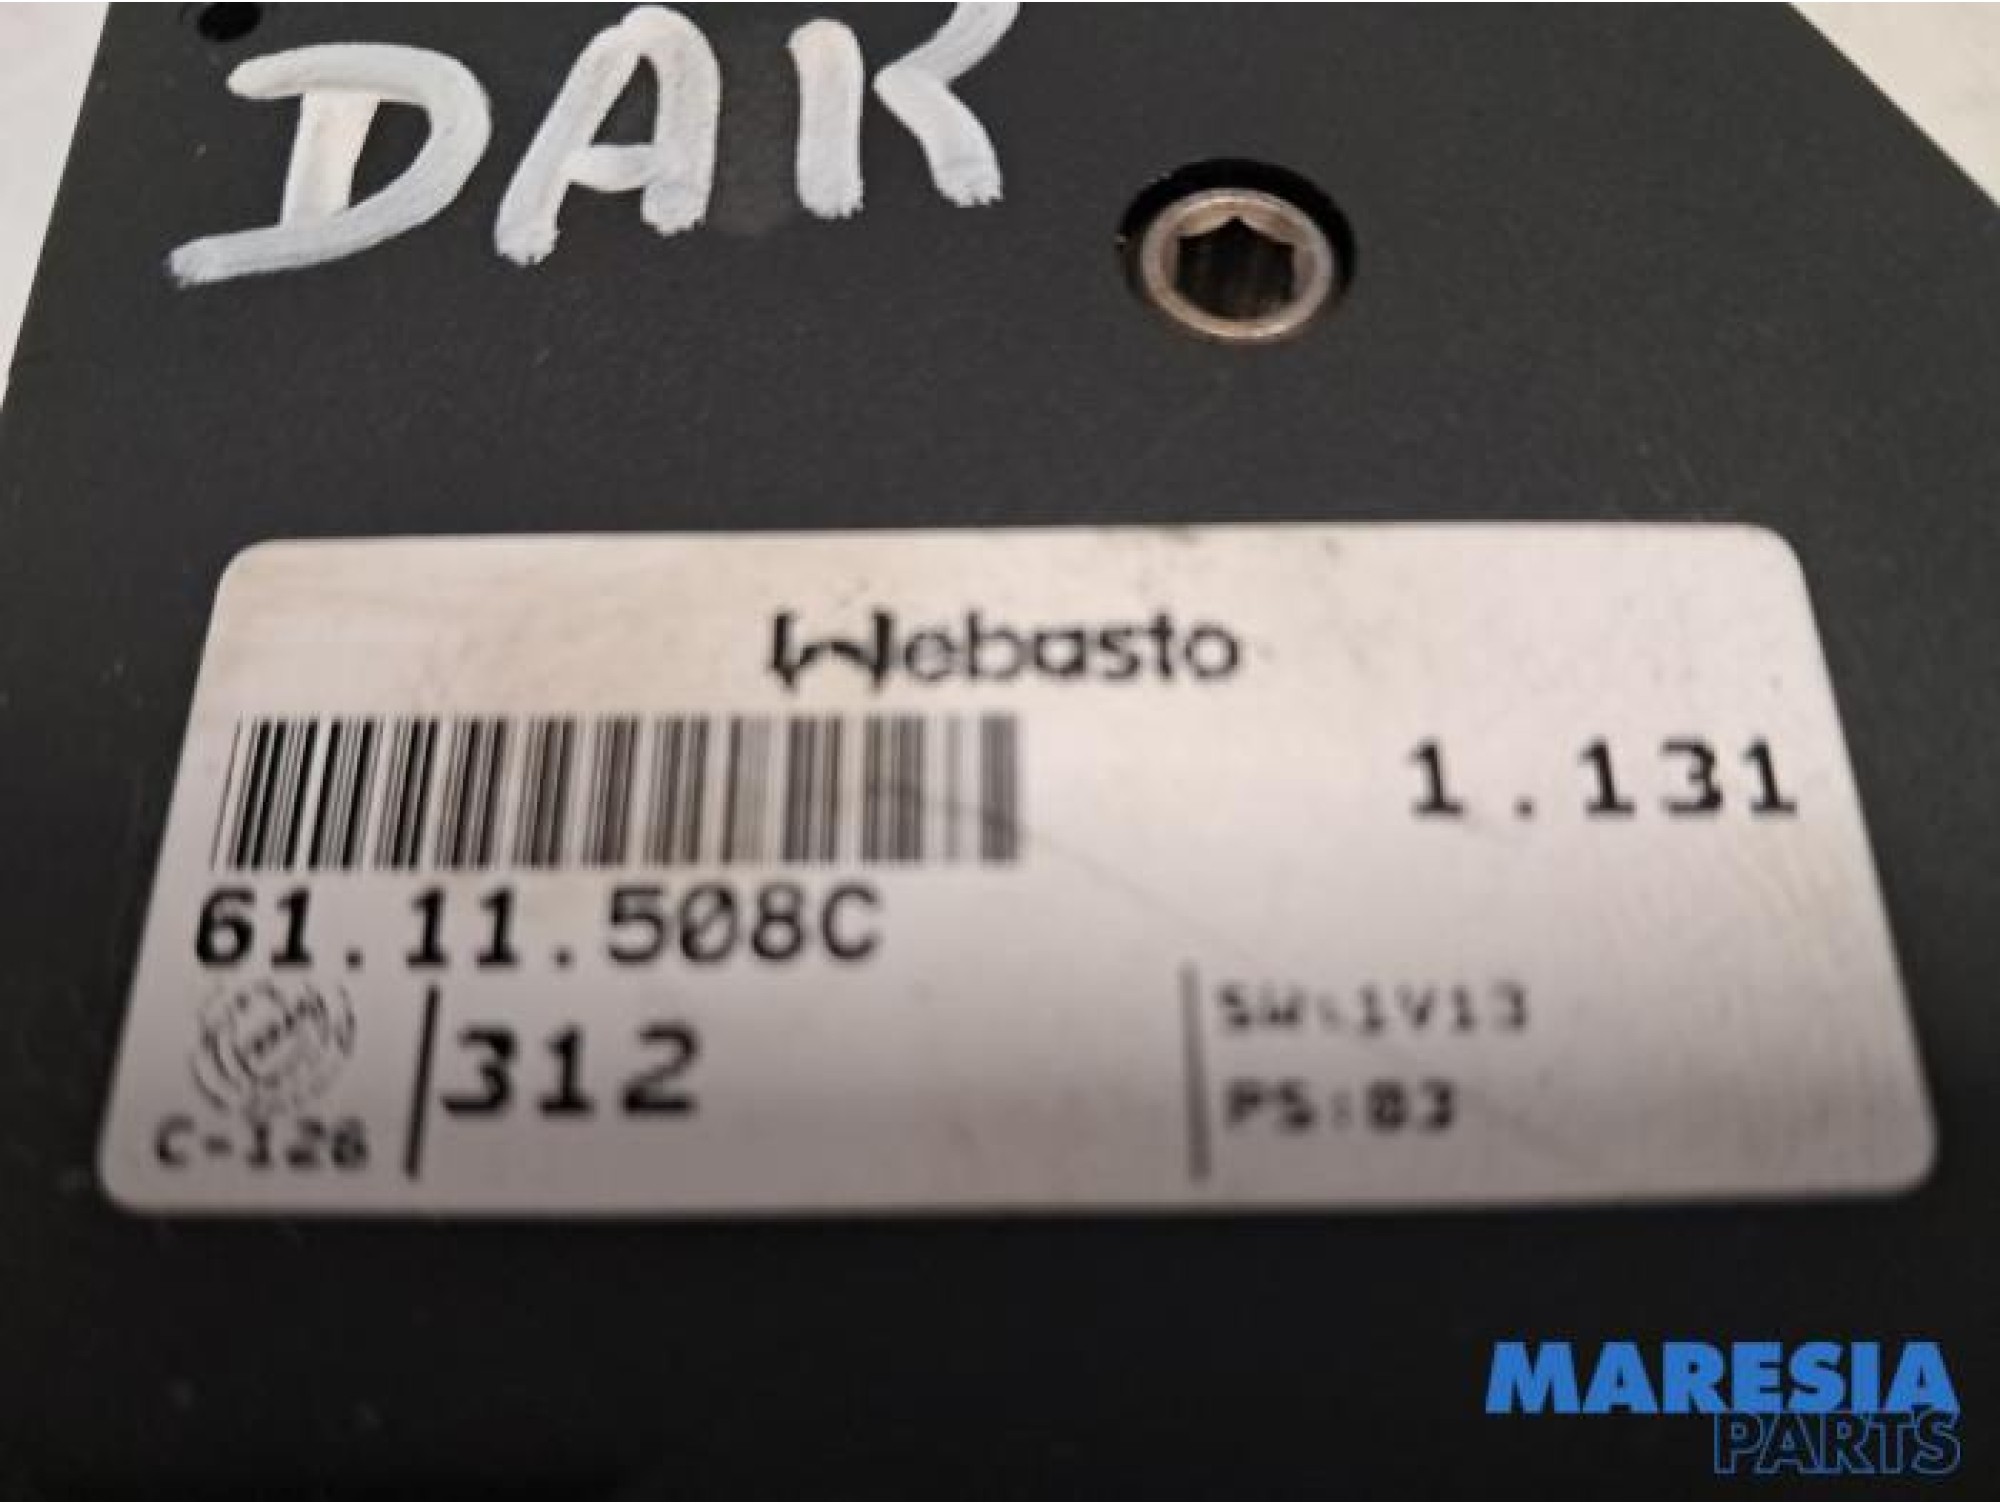 DAK
Webasto
1.131
61.11.508C
C-126
312
SW:1V13
PS:03
MARESIA
PARTS